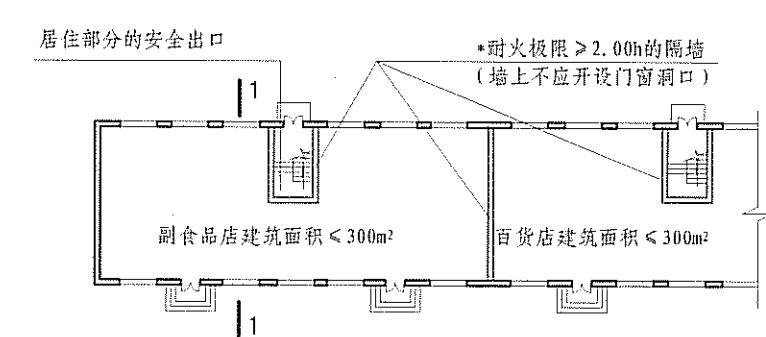 居住部分的安全出口
*耐火极限≥2.00h的隔墙
(墙上不应开设门窗洞口)
1
副食品店建筑面积≤300m²
百货店建筑面积≤300m²
1